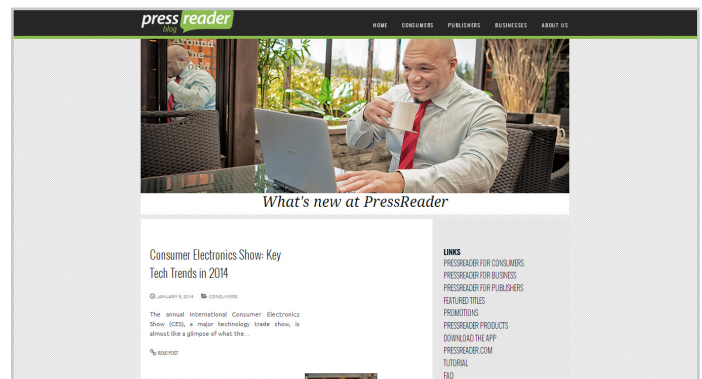 pressreader
blog
HOME CONSUMERS PUBLISHERS BUSINESSES ABOUT US
Around
the
What's new at PressReader
Consumer Electronics Show: Key
Tech Trends in 2014
JANUARY 9, 2014 CONSUMERS
The annual International Consumer Electronics
Show (CES), a major technology trade show, is
almost like a glimpse of what the...
READ POST
LINKS
PRESSREADER FOR CONSUMERS
PRESSREADER FOR BUSINESS
PRESSREADER FOR PUBLISHERS
FEATURED TITLES
PROMOTIONS
PRESSREADER PRODUCTS
DOWNLOAD THE APP
PRESSREADER.COM
TUTORIAL
FAQ